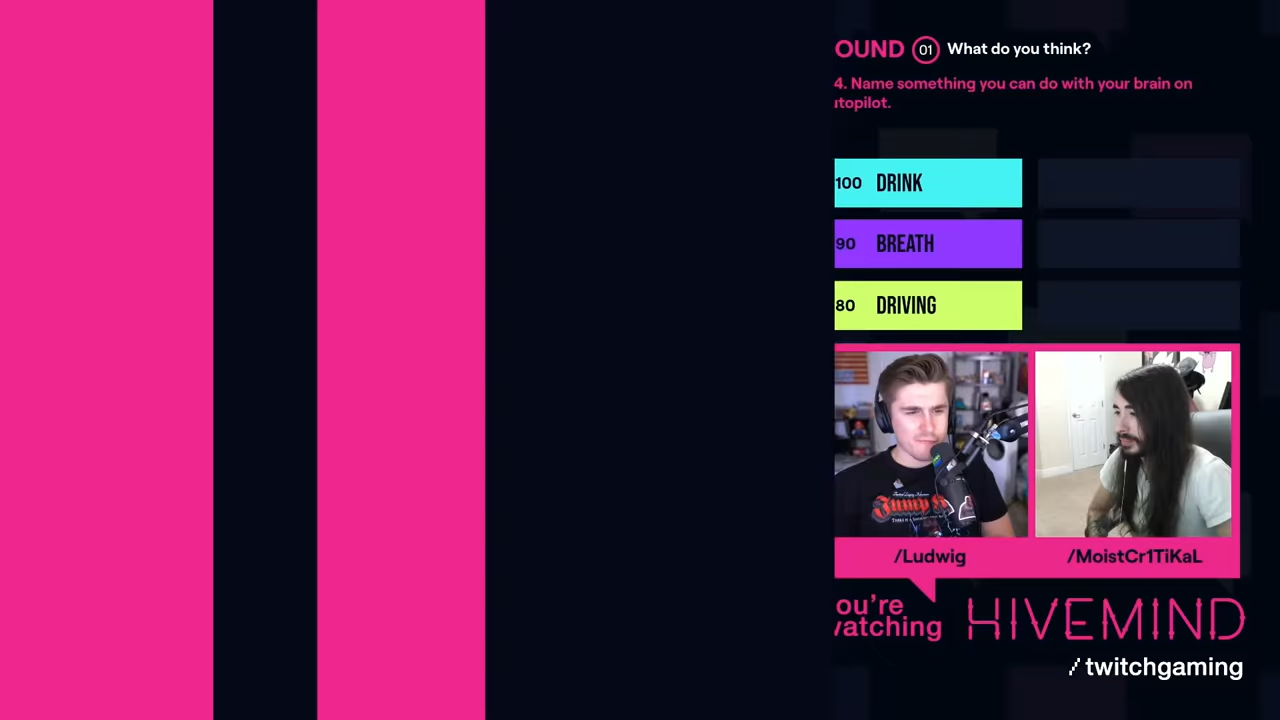 OUND 01 What do you think?
4. Name something you can do with your brain on
utopilot.
100 DRINK
90 BREATH
80 DRIVING
/Ludwig /MoistCr1TiKaL
ou're
vatching
HIVEMIND
/twitchgaming